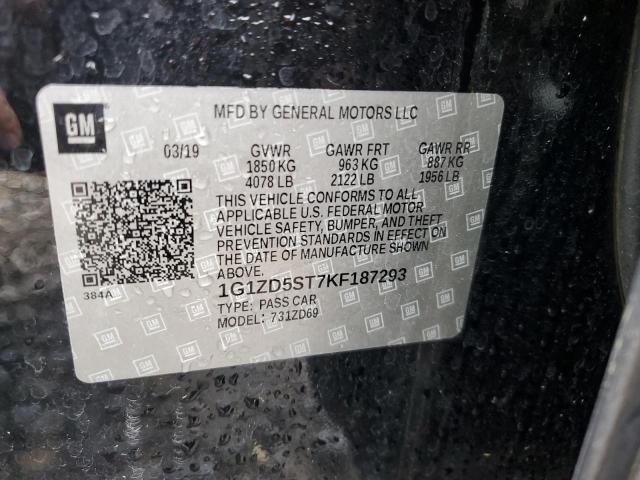 GM
MFD BY GENERAL MOTORS LLC
03/19 GVWR GAWR FRT GAWR RR
1850 KG 963 KG 887 KG
4078 LB 2122 LB 1956 LB
THIS VEHICLE CONFORMS TO ALL
APPLICABLE U.S. FEDERAL MOTOR
VEHICLE SAFETY, BUMPER, AND THEFT
PREVENTION STANDARDS IN EFFECT ON
THE DATE OF MANUFACTURE SHOWN
ABOVE.
384A
1G1ZD5ST7KF187293
TYPE: PASS CAR
MODEL: 731ZD69